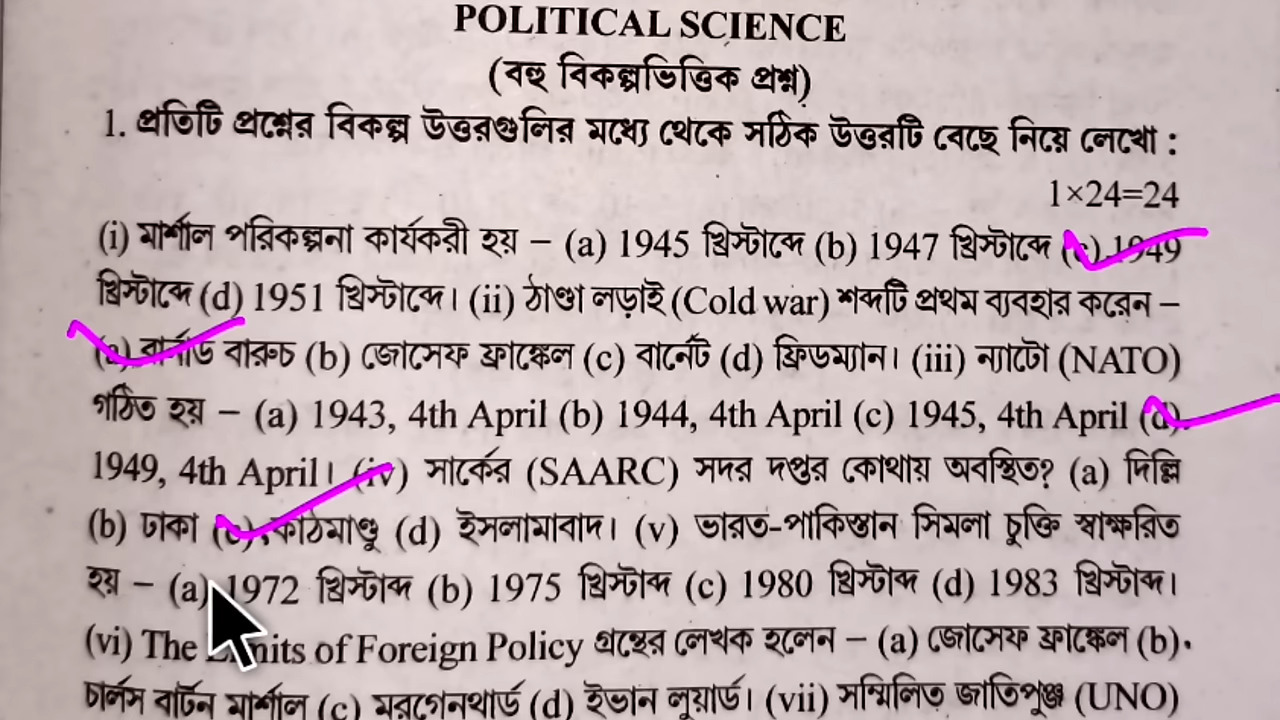 POLITICAL SCIENCE
(বহু বিকল্পভিত্তিক প্রশ্ন)
1. প্রতিটি প্রশ্নের বিকল্প উত্তরগুলির মধ্যে থেকে সঠিক উত্তরটি বেছে নিয়ে লেখো :
1×24=24
(i) মার্শাল পরিকল্পনা কার্যকরী হয় – (a) 1945 খ্রিস্টাব্দে (b) 1947 খ্রিস্টাব্দে (c) 1949
খ্রিস্টাব্দে (d) 1951 খ্রিস্টাব্দে। (ii) ঠাণ্ডা লড়াই (Cold war) শব্দটি প্রথম ব্যবহার করেন –
(a) বার্নার্ড বারুচ (b) জোসেফ ফ্রাঙ্কেল (c) বার্নেট (d) ফ্রিডম্যান। (iii) ন্যাটো (NATO)
গঠিত হয় – (a) 1943, 4th April (b) 1944, 4th April (c) 1945, 4th April (d)
1949, 4th April। (iv) সার্কের (SAARC) সদর দপ্তর কোথায় অবস্থিত? (a) দিল্লি
(b) ঢাকা (c) কাঠমাণ্ডু (d) ইসলামাবাদ। (v) ভারত-পাকিস্তান সিমলা চুক্তি স্বাক্ষরিত
হয় – (a) 1972 খ্রিস্টাব্দ (b) 1975 খ্রিস্টাব্দ (c) 1980 খ্রিস্টাব্দ (d) 1983 খ্রিস্টাব্দ।
(vi) The Limits of Foreign Policy গ্রন্থের লেখক হলেন – (a) জোসেফ ফ্রাঙ্কেল (b)
চার্লস বার্টন মার্শাল (c) মরগেনথার্ড (d) ইভান লুয়ার্ড। (vii) সম্মিলিত জাতিপুঞ্জ (UNO)